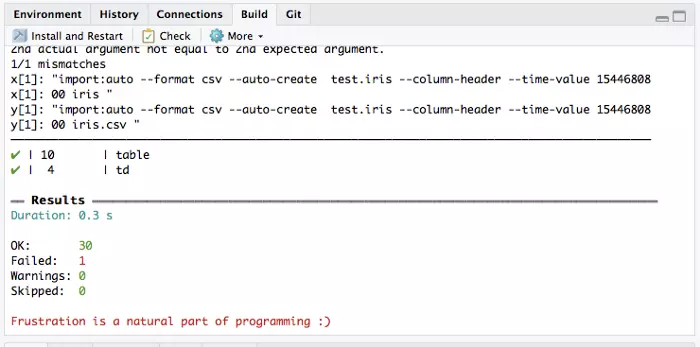 Environment History Connections Build Git
Install and Restart Check More
2nd actual argument not equal to 2nd expected argument.
1/1 mismatches
x[1]: "import:auto --format csv --auto-create  test.iris --column-header --time-value 15446808
x[1]: 00 iris "
y[1]: "import:auto --format csv --auto-create  test.iris --column-header --time-value 15446808
y[1]: 00 iris.csv "
✔ | 10       | table
✔ |  4       | td
══ Results ══
Duration: 0.3 s
OK:       30
Failed:   1
Warnings: 0
Skipped:  0
Frustration is a natural part of programming :)